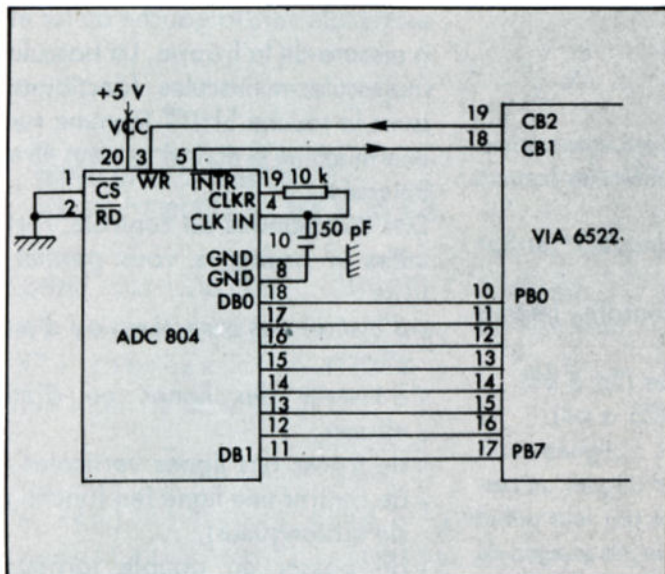 +5 V
VCC
20 3 5
WR INTR
1 CS
2 RD
19 10 k
CLKR
4
CLK IN
10 150 pF
GND
GND 8
DB0 18
17
16
15
14
13
12
DB1 11
ADC 804
19 CB2
18 CB1
VIA 6522
10 PB0
11
12
13
14
15
16
17 PB7